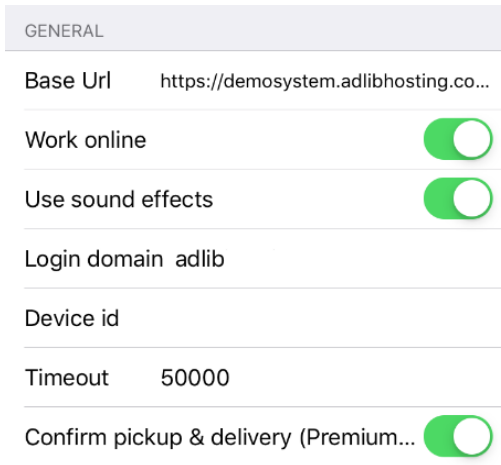 GENERAL
Base Url https://demosystem.adlibhosting.co...
Work online
Use sound effects
Login domain adlib
Device id
Timeout 50000
Confirm pickup & delivery (Premium...